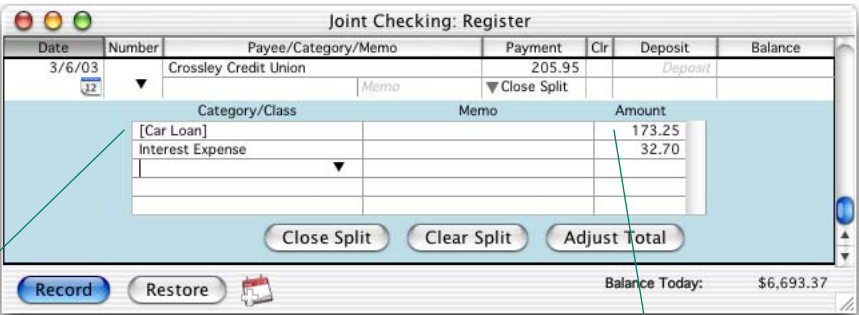 Joint Checking: Register
Date Number Payee/Category/Memo Payment Clr Deposit Balance
3/6/03 Crossley Credit Union 205.95 Deposit
12 Memo Close Split
Category/Class Memo Amount
[Car Loan] 173.25
Interest Expense 32.70
Close Split Clear Split Adjust Total
Record Restore Balance Today: $6,693.37